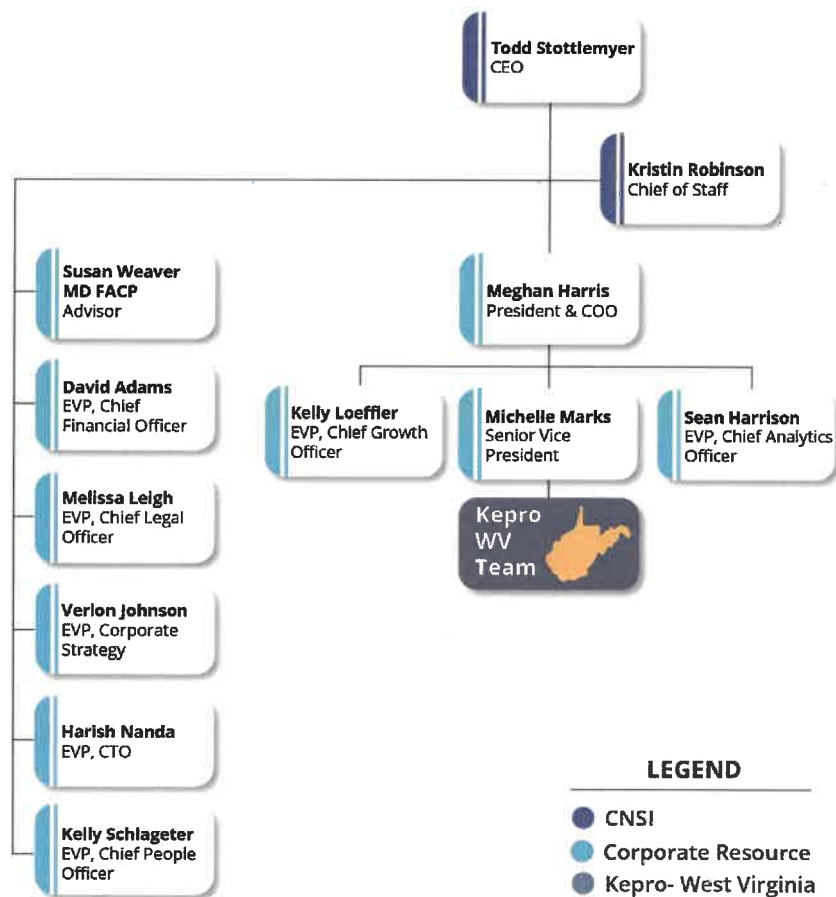 Todd Stottlemyer
CEO
Kristin Robinson
Chief of Staff
Susan Weaver
MD FACP
Advisor
Meghan Harris
President & COO
David Adams
EVP, Chief
Financial Officer
Kelly Loeffler
EVP, Chief Growth
Officer
Michelle Marks
Senior Vice
President
Sean Harrison
EVP, Chief Analytics
Officer
Melissa Leigh
EVP, Chief Legal
Officer
Kepro
WV
Team
Verlon Johnson
EVP, Corporate
Strategy
Harish Nanda
EVP, CTO
Kelly Schlageter
EVP, Chief People
Officer
LEGEND
CNSI
Corporate Resource
Kepro- West Virginia